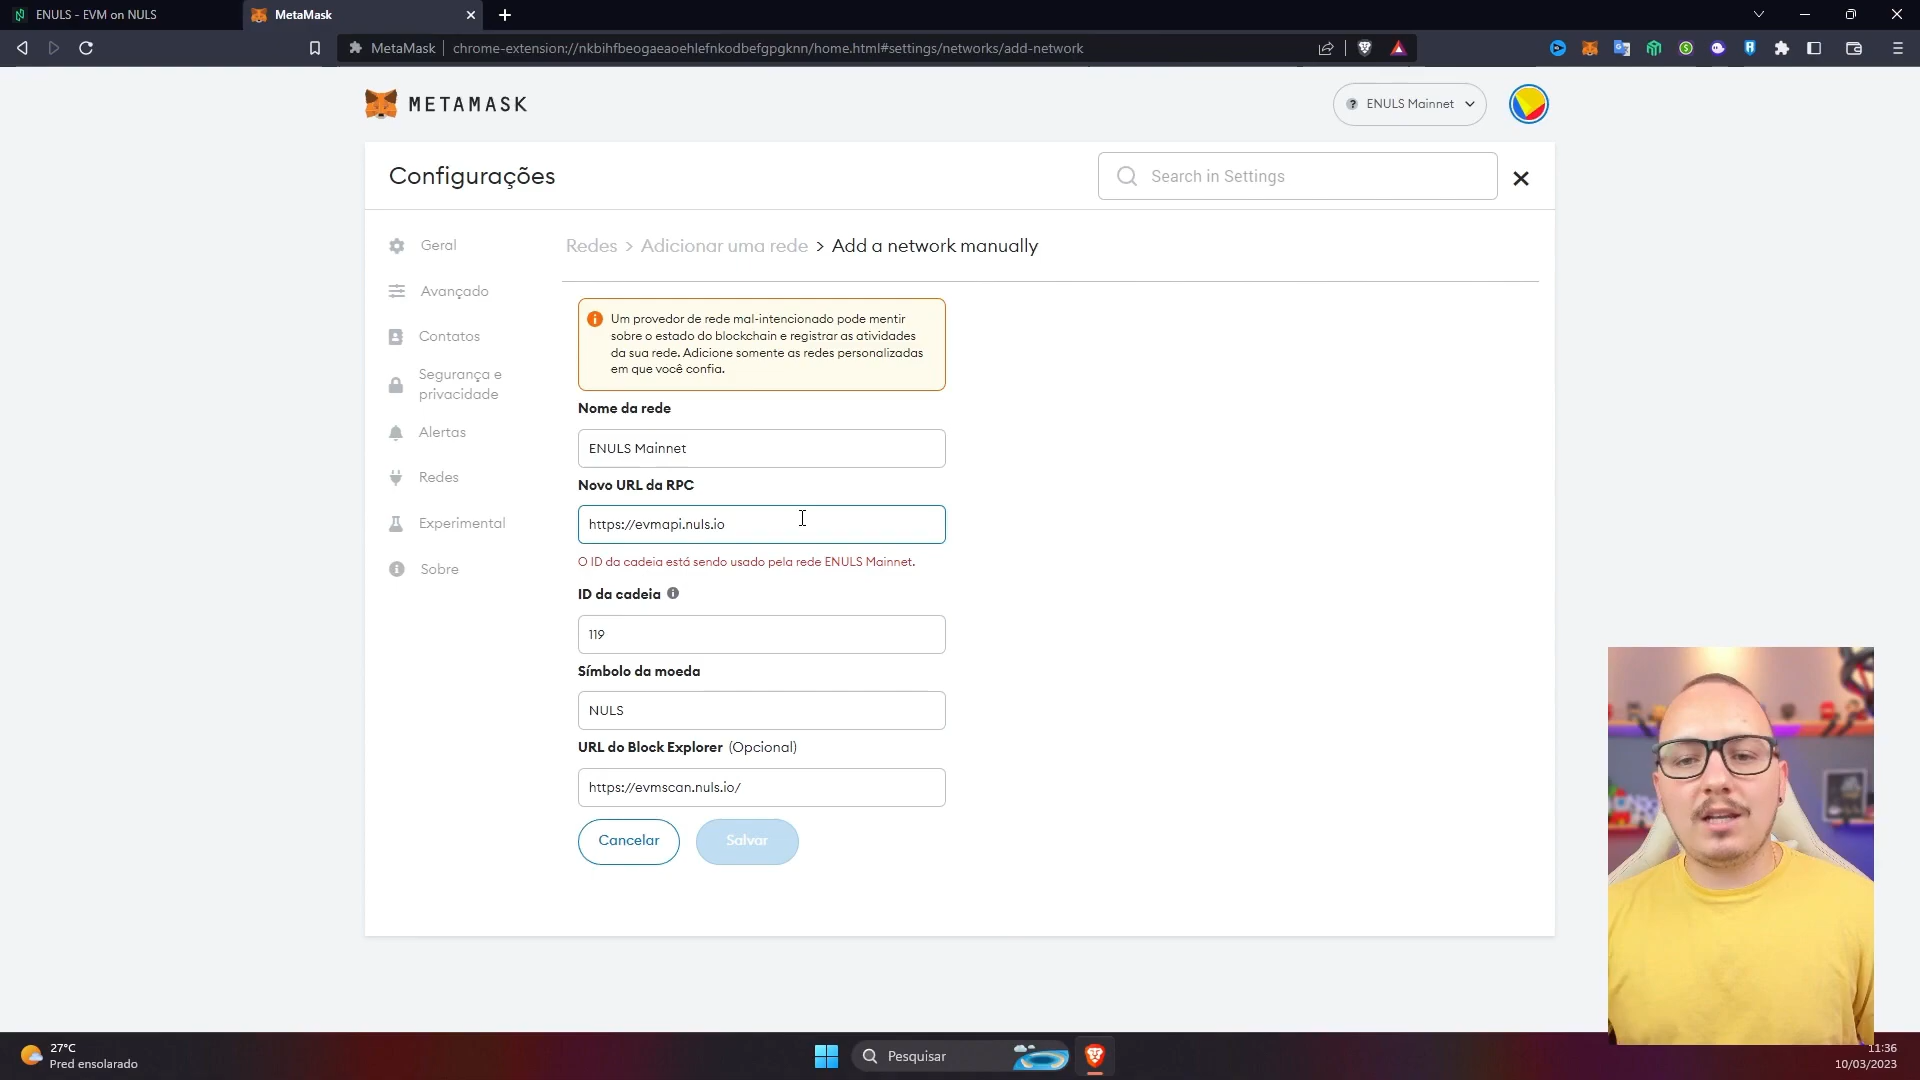 ENULS - EVM on NULS
MetaMask
MetaMask
chrome-extension://nkbihfbeogaeaoehlefnkodbefgpgknn/home.html#settings/networks/add-network
METAMASK
ENULS Mainnet
Configurações
Search in Settings
Geral
Avançado
Contatos
Segurança e
privacidade
Alertas
Redes
Experimental
Sobre
Redes > Adicionar uma rede > Add a network manually
Um provedor de rede mal-intencionado pode mentir
sobre o estado do blockchain e registrar as atividades
da sua rede. Adicione somente as redes personalizadas
em que você confia.
Nome da rede
ENULS Mainnet
Novo URL da RPC
https://evmapi.nuls.io
O ID da cadeia está sendo usado pela rede ENULS Mainnet.
ID da cadeia
119
Símbolo da moeda
NULS
URL do Block Explorer (Opcional)
https://evmscan.nuls.io/
Cancelar
Salvar
27°C
Pred ensolarado
Pesquisar
11:36
10/03/2023